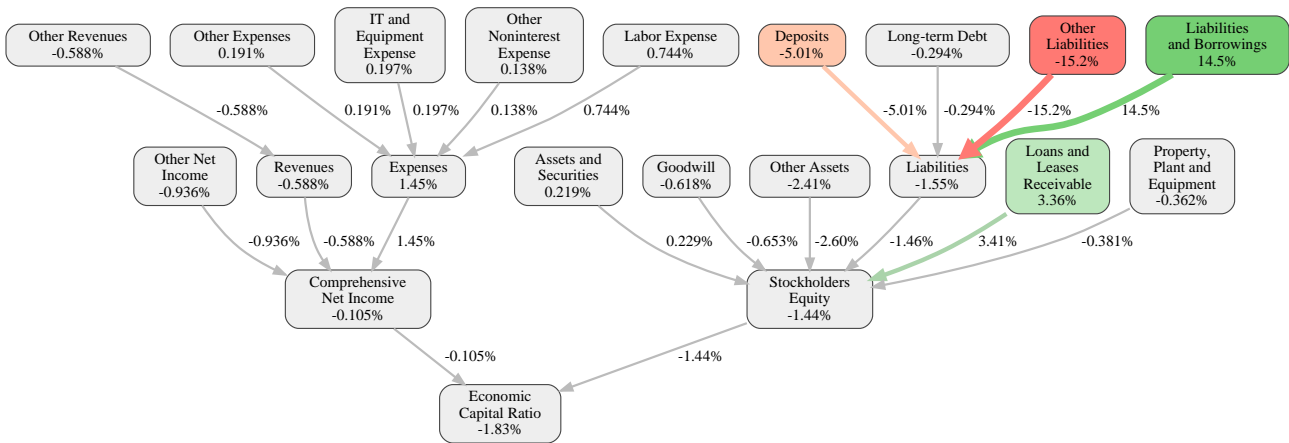 Other Revenues
-0.588%
Other Expenses
0.191%
IT and
Equipment
Expense
0.197%
Other
Noninterest
Expense
0.138%
Labor Expense
0.744%
Deposits
-5.01%
Long-term Debt
-0.294%
Other
Liabilities
-15.2%
Liabilities
and Borrowings
14.5%
-0.588%
0.191%
0.197%
0.138%
0.744%
-5.01%
-0.294%
-15.2%
14.5%
Other Net
Income
-0.936%
Revenues
-0.588%
Expenses
1.45%
Assets and
Securities
0.219%
Goodwill
-0.618%
Other Assets
-2.41%
Liabilities
-1.55%
Loans and
Leases
Receivable
3.36%
Property,
Plant and
Equipment
-0.362%
-0.936%
-0.588%
1.45%
0.229%
-0.653%
-2.60%
-1.46%
3.41%
-0.381%
Comprehensive
Net Income
-0.105%
Stockholders
Equity
-1.44%
-0.105%
-1.44%
Economic
Capital Ratio
-1.83%